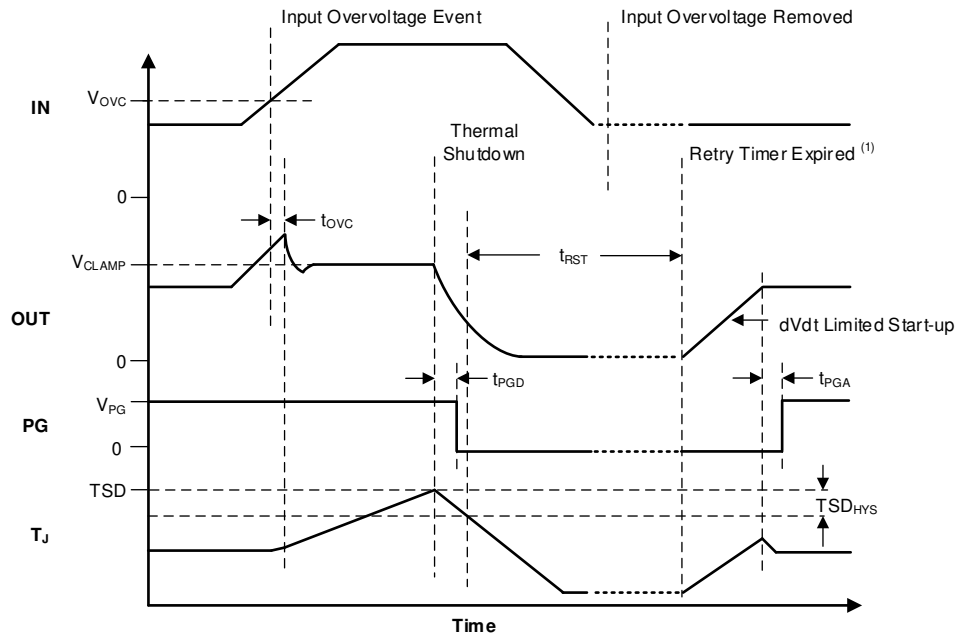 Input Overvoltage Event
Input Overvoltage Removed
VOVC
IN
Thermal
Shutdown
Retry Timer Expired (1)
0
tOVC
VCLAMP
tRST
OUT
dVdt Limited Start-up
0
tPGD
tPGA
VPG
PG
0
TSD
TSDHYS
TJ
Time